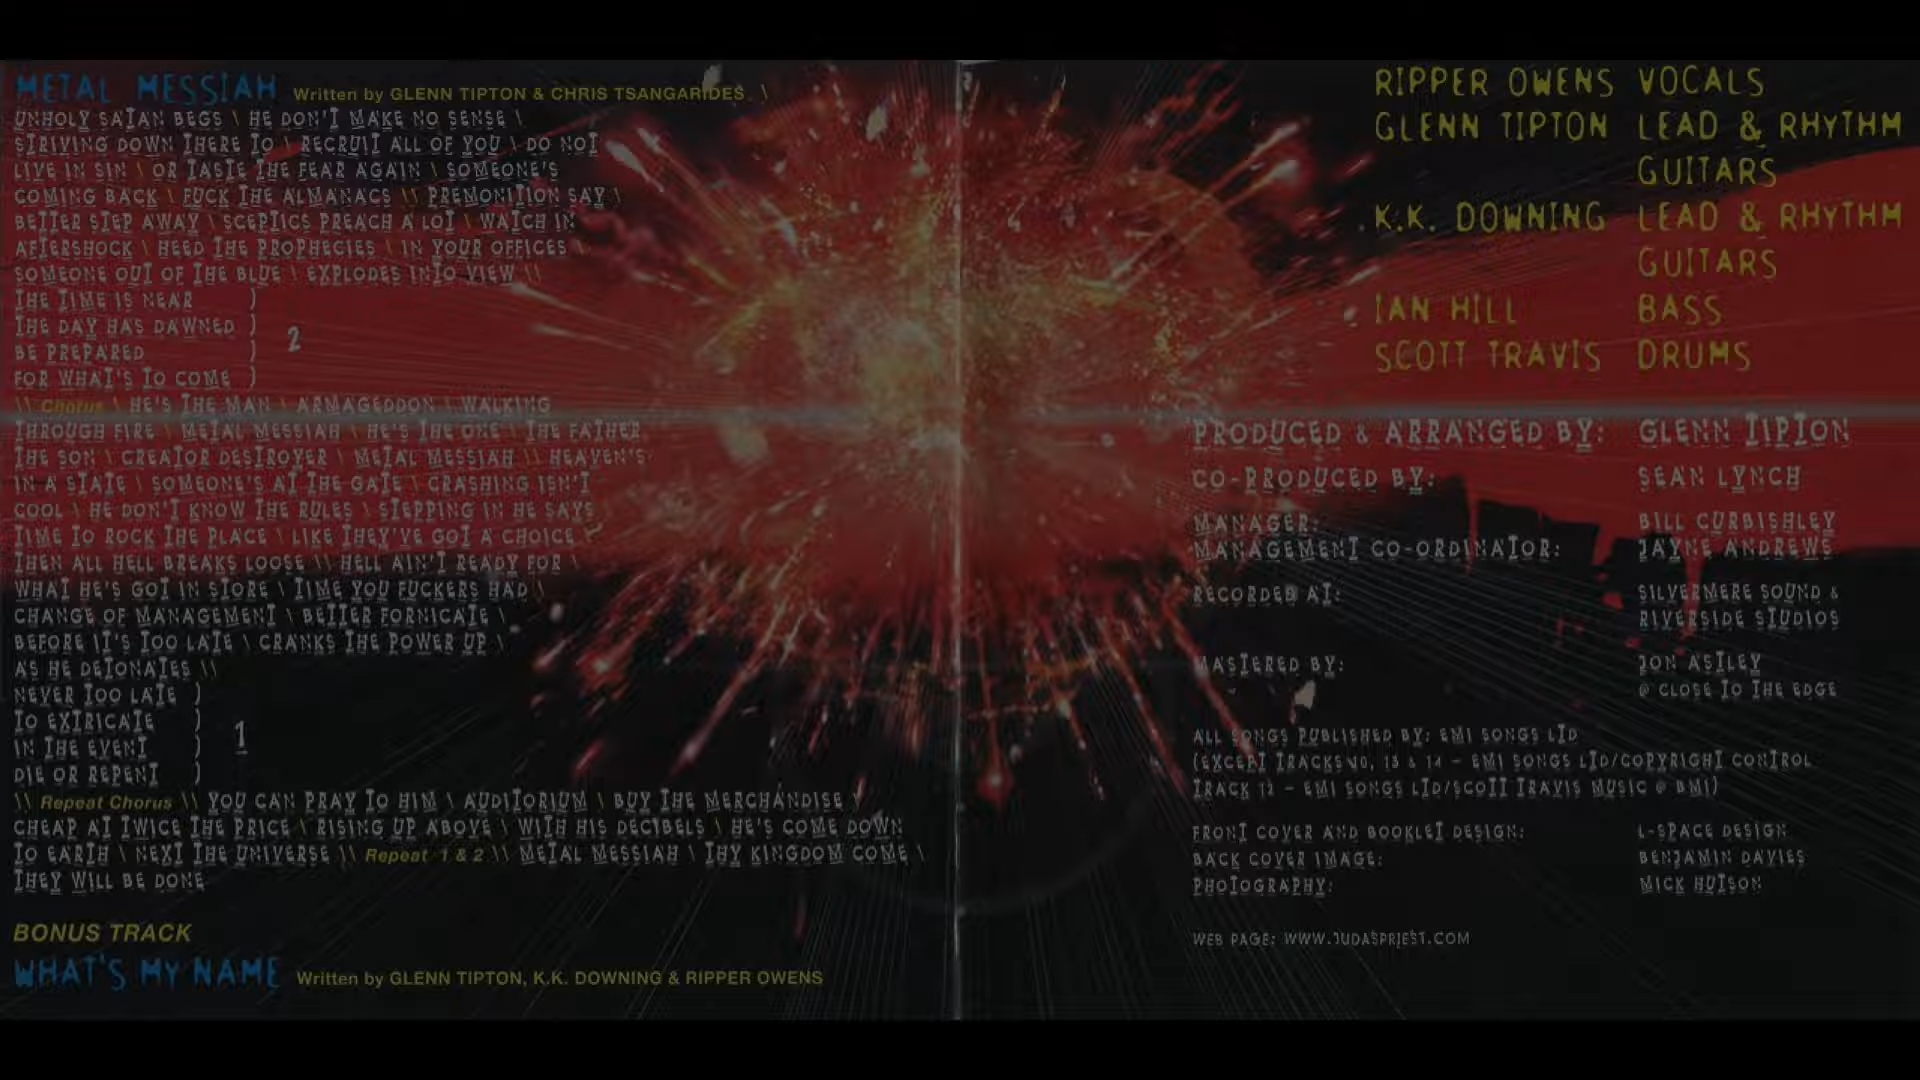 METAL MESSIAH Written by GLENN TIPTON & CHRIS TSANGARIDES \
UNHOLY SATAN BEGS \ HE DON'T MAKE NO SENSE \
STRIVING DOWN THERE TO \ RECRUIT ALL OF YOU \ DO NOT
LIVE IN SIN \ OR TASTE THE FEAR AGAIN \ SOMEONE'S
COMING BACK \ FUCK THE ALMANACS \\ PREMONITION SAY \
BETTER STEP AWAY \ SCEPTICS PREACH A LOT \ WATCH IN
AFTERSHOCK \ HEED THE PROPHECIES \ IN YOUR OFFICES \
SOMEONE OUT OF THE BLUE \ EXPLODES INTO VIEW \\
THE TIME IS NEAR )
THE DAY HAS DAWNED ) 2
BE PREPARED )
FOR WHAT'S TO COME )
\\ Chorus \ HE'S THE MAN \ ARMAGEDDON \ WALKING
THROUGH FIRE \ METAL MESSIAH \ HE'S THE ONE \ THE FATHER
THE SON \ CREATOR DESTROYER \ METAL MESSIAH \\ HEAVEN'S
IN A STATE \ SOMEONE'S AT THE GATE \ CRASHING ISN'T
COOL \ HE DON'T KNOW THE RULES \ STEPPING IN HE SAYS
TIME TO ROCK THE PLACE \ LIKE THEY'VE GOT A CHOICE \
THEN ALL HELL BREAKS LOOSE \\ HELL AIN'T READY FOR \
WHAT HE'S GOT IN STORE \ TIME YOU FUCKERS HAD \
CHANGE OF MANAGEMENT \ BETTER FORNICATE \
BEFORE IT'S TOO LATE \ CRANKS THE POWER UP \
AS HE DETONATES \\
NEVER TOO LATE )
TO EXTRICATE )
IN THE EVENT ) 1
DIE OR REPENT )
\\ Repeat Chorus \\ YOU CAN PRAY TO HIM \ AUDITORIUM \ BUY THE MERCHANDISE \
CHEAP AT TWICE THE PRICE \ RISING UP ABOVE \ WITH HIS DECIBELS \ HE'S COME DOWN
TO EARTH \ NEXT THE UNIVERSE \\ Repeat 1 & 2 \\ METAL MESSIAH \ THY KINGDOM COME \
THEY WILL BE DONE
BONUS TRACK
WHAT'S MY NAME Written by GLENN TIPTON, K.K. DOWNING & RIPPER OWENS
RIPPER OWENS VOCALS
GLENN TIPTON LEAD & RHYTHM
GUITARS
K.K. DOWNING LEAD & RHYTHM
GUITARS
IAN HILL BASS
SCOTT TRAVIS DRUMS
PRODUCED & ARRANGED BY: GLENN TIPTON
CO-PRODUCED BY: SEAN LYNCH
MANAGER: BILL CURBISHLEY
MANAGEMENT CO-ORDINATOR: JAYNE ANDREWS
RECORDED AT: SILVERMERE SOUND &
RIVERSIDE STUDIOS
MASTERED BY: JON ASTLEY
@ CLOSE TO THE EDGE
ALL SONGS PUBLISHED BY: EMI SONGS LTD
(EXCEPT TRACKS 10, 13 & 14 – EMI SONGS LTD/COPYRIGHT CONTROL
TRACK 12 – EMI SONGS LTD/SCOTT TRAVIS MUSIC @ BMI)
FRONT COVER AND BOOKLET DESIGN: L-SPACE DESIGN
BACK COVER IMAGE: BENJAMIN DAVIES
PHOTOGRAPHY: MICK HUTSON
WEB PAGE: WWW.JUDASPRIEST.COM